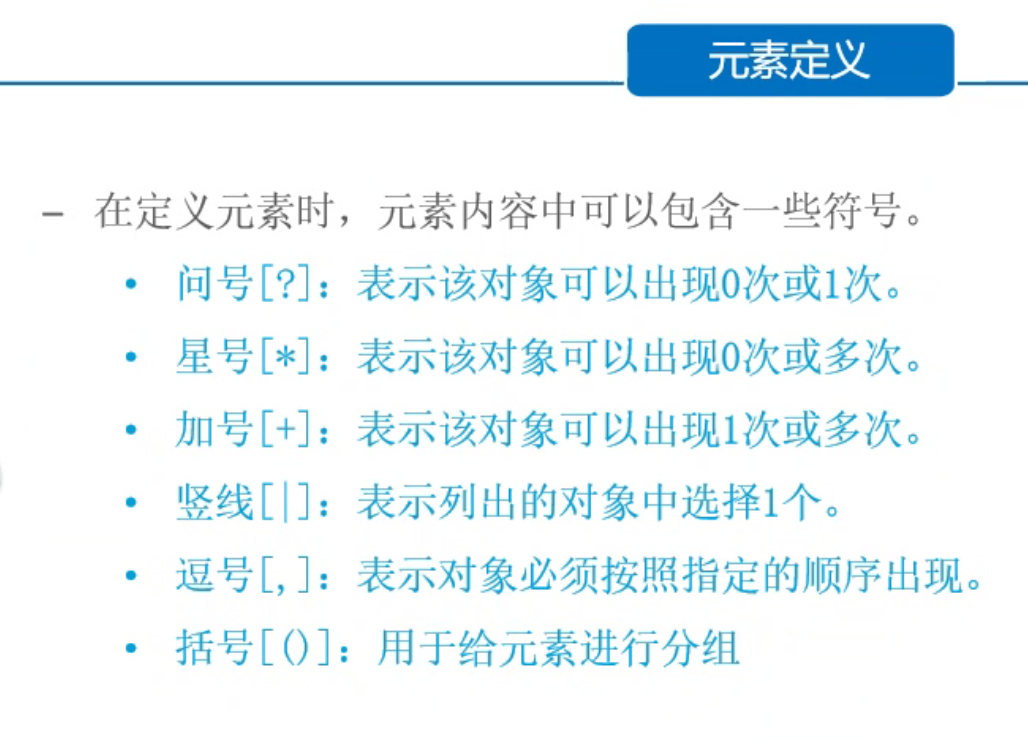 元素定义
– 在定义元素时，元素内容中可以包含一些符号。
• 问号[?]：表示该对象可以出现0次或1次。
• 星号[*]：表示该对象可以出现0次或多次。
• 加号[+]：表示该对象可以出现1次或多次。
• 竖线[|]：表示列出的对象中选择1个。
• 逗号[,]：表示对象必须按照指定的顺序出现。
• 括号[()]：用于给元素进行分组